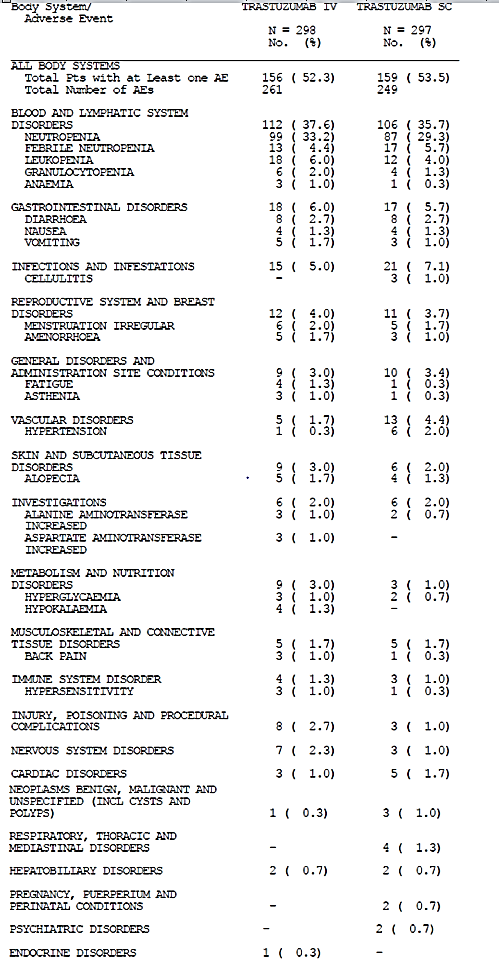 Body System/ TRASTUZUMAB IV TRASTUZUMAB SC
Adverse Event
N = 298 N = 297
No. (%) No. (%)
ALL BODY SYSTEMS
Total Pts with at Least one AE 156 ( 52.3) 159 ( 53.5)
Total Number of AEs 261 249
BLOOD AND LYMPHATIC SYSTEM
DISORDERS 112 ( 37.6) 106 ( 35.7)
NEUTROPENIA 99 ( 33.2) 87 ( 29.3)
FEBRILE NEUTROPENIA 13 ( 4.4) 17 ( 5.7)
LEUKOPENIA 18 ( 6.0) 12 ( 4.0)
GRANULOCYTOPENIA 6 ( 2.0) 4 ( 1.3)
ANAEMIA 3 ( 1.0) 1 ( 0.3)
GASTROINTESTINAL DISORDERS 18 ( 6.0) 17 ( 5.7)
DIARRHOEA 8 ( 2.7) 8 ( 2.7)
NAUSEA 4 ( 1.3) 4 ( 1.3)
VOMITING 5 ( 1.7) 3 ( 1.0)
INFECTIONS AND INFESTATIONS 15 ( 5.0) 21 ( 7.1)
CELLULITIS - 3 ( 1.0)
REPRODUCTIVE SYSTEM AND BREAST
DISORDERS 12 ( 4.0) 11 ( 3.7)
MENSTRUATION IRREGULAR 6 ( 2.0) 5 ( 1.7)
AMENORRHOEA 5 ( 1.7) 3 ( 1.0)
GENERAL DISORDERS AND
ADMINISTRATION SITE CONDITIONS 9 ( 3.0) 10 ( 3.4)
FATIGUE 4 ( 1.3) 1 ( 0.3)
ASTHENIA 3 ( 1.0) 1 ( 0.3)
VASCULAR DISORDERS 5 ( 1.7) 13 ( 4.4)
HYPERTENSION 1 ( 0.3) 6 ( 2.0)
SKIN AND SUBCUTANEOUS TISSUE
DISORDERS 9 ( 3.0) 6 ( 2.0)
ALOPECIA 5 ( 1.7) 4 ( 1.3)
INVESTIGATIONS 6 ( 2.0) 6 ( 2.0)
ALANINE AMINOTRANSFERASE 3 ( 1.0) 2 ( 0.7)
INCREASED
ASPARTATE AMINOTRANSFERASE 3 ( 1.0) -
INCREASED
METABOLISM AND NUTRITION
DISORDERS 9 ( 3.0) 3 ( 1.0)
HYPERGLYCAEMIA 3 ( 1.0) 2 ( 0.7)
HYPOKALAEMIA 4 ( 1.3) -
MUSCULOSKELETAL AND CONNECTIVE
TISSUE DISORDERS 5 ( 1.7) 5 ( 1.7)
BACK PAIN 3 ( 1.0) 1 ( 0.3)
IMMUNE SYSTEM DISORDER 4 ( 1.3) 3 ( 1.0)
HYPERSENSITIVITY 3 ( 1.0) 1 ( 0.3)
INJURY, POISONING AND PROCEDURAL
COMPLICATIONS 8 ( 2.7) 3 ( 1.0)
NERVOUS SYSTEM DISORDERS 7 ( 2.3) 3 ( 1.0)
CARDIAC DISORDERS 3 ( 1.0) 5 ( 1.7)
NEOPLASMS BENIGN, MALIGNANT AND
UNSPECIFIED (INCL CYSTS AND
POLYPS) 1 ( 0.3) 3 ( 1.0)
RESPIRATORY, THORACIC AND
MEDIASTINAL DISORDERS - 4 ( 1.3)
HEPATOBILIARY DISORDERS 2 ( 0.7) 2 ( 0.7)
PREGNANCY, PUERPERIUM AND
PERINATAL CONDITIONS - 2 ( 0.7)
PSYCHIATRIC DISORDERS - 2 ( 0.7)
ENDOCRINE DISORDERS 1 ( 0.3) -